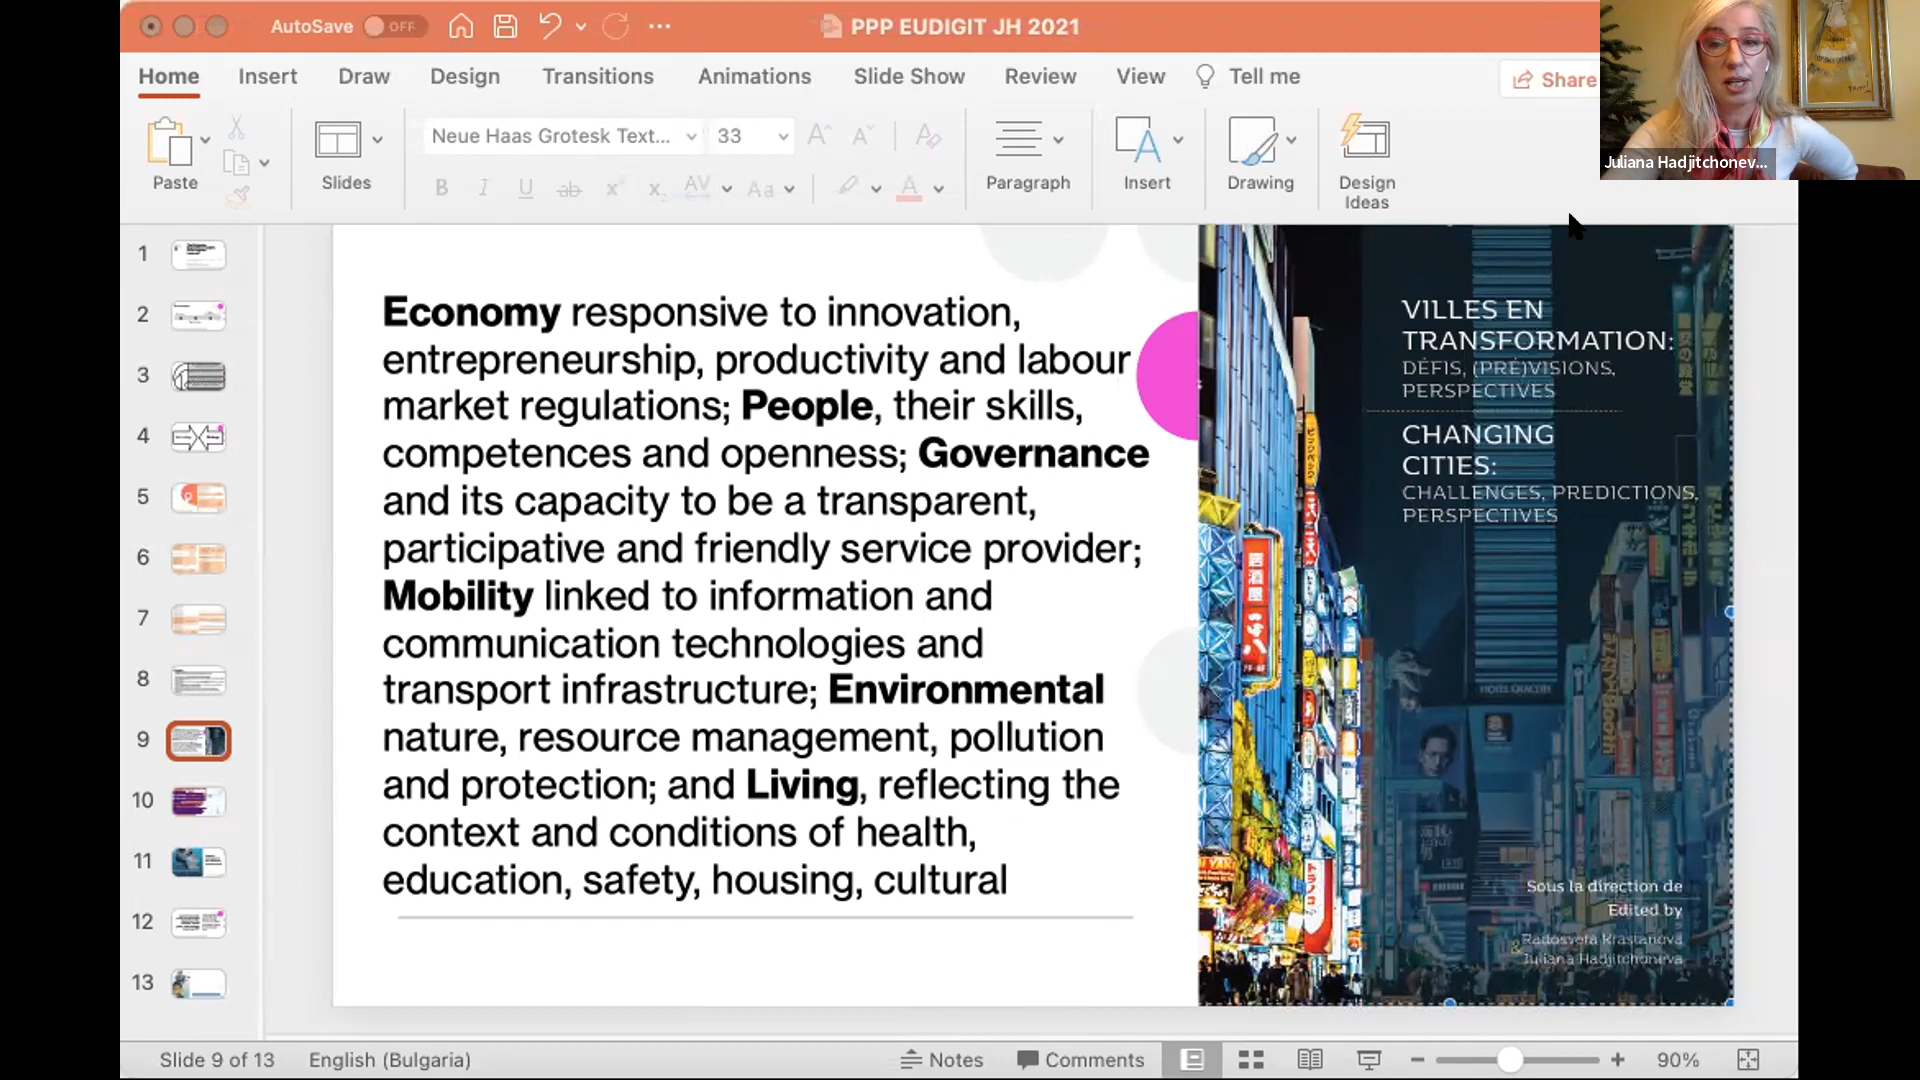 AutoSave OFF
PPP EUDIGIT JH 2021
Home Insert Draw Design Transitions Animations Slide Show Review View Tell me
Share
Juliana Hadjitchonev...
Paste
Slides
Neue Haas Grotesk Text... 33
Paragraph
Insert
Drawing
Design
Ideas
1
2
3
4
5
6
7
8
9
10
11
12
13
Economy responsive to innovation,
entrepreneurship, productivity and labour
market regulations; People, their skills,
competences and openness; Governance
and its capacity to be a transparent,
participative and friendly service provider;
Mobility linked to information and
communication technologies and
transport infrastructure; Environmental
nature, resource management, pollution
and protection; and Living, reflecting the
context and conditions of health,
education, safety, housing, cultural
VILLES EN
TRANSFORMATION:
DÉFIS, (PRÉ)VISIONS,
PERSPECTIVES
CHANGING
CITIES:
CHALLENGES, PREDICTIONS,
PERSPECTIVES
居酒屋
HOTEL GRACERY
Sous la direction de
Edited by
Radosveta Krastanova
& Juliana Hadjitchoneva
Slide 9 of 13 English (Bulgaria) Notes Comments 90%